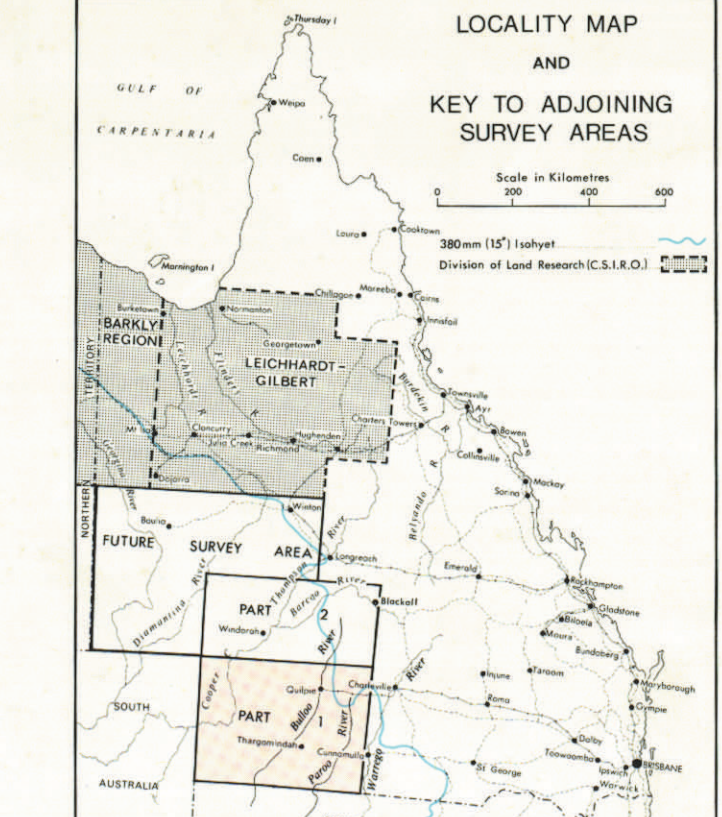 LOCALITY MAP
AND
KEY TO ADJOINING
SURVEY AREAS
Scale in Kilometres
0 200 400 600
380mm (15") Isohyet
Division of Land Research (C.S.I.R.O.)
Thursday I
GULF OF
CARPENTARIA
Weipa
Coen
Laura
Cooktown
Mornington I
Chillagoe
Mareeba
Cairns
Burketown
Normanton
Innisfail
BARKLY
REGION
Georgetown
LEICHHARDT-
GILBERT
Leichhardt R
Flinders R
Burdekin R
Townsville
Ayr
Charters Towers
Bowen
Cloncurry
Julia Creek
Richmond
Hughenden
Mt
Collinsville
Dajarra
Georgina River
Mackay
Sarina
NORTHERN TERRITORY
Winton
Boulia
Belyando R
FUTURE SURVEY AREA
River
Longreach
Emerald
Rockhampton
Thompson
Barcoo River
Diamantina River
Blackall
Gladstone
PART 2
Biloela
Windorah
Moura
River
Bundaberg
Cooper C
Charleville
River
Injune
Taroom
Maryborough
Quilpie
Roma
SOUTH
Gympie
PART 1
Bulloo
River
Thargomindah
Dalby
Cunnamulla
Toowoomba
St George
Ipswich
BRISBANE
Paroo
Warrego
Warwick
AUSTRALIA